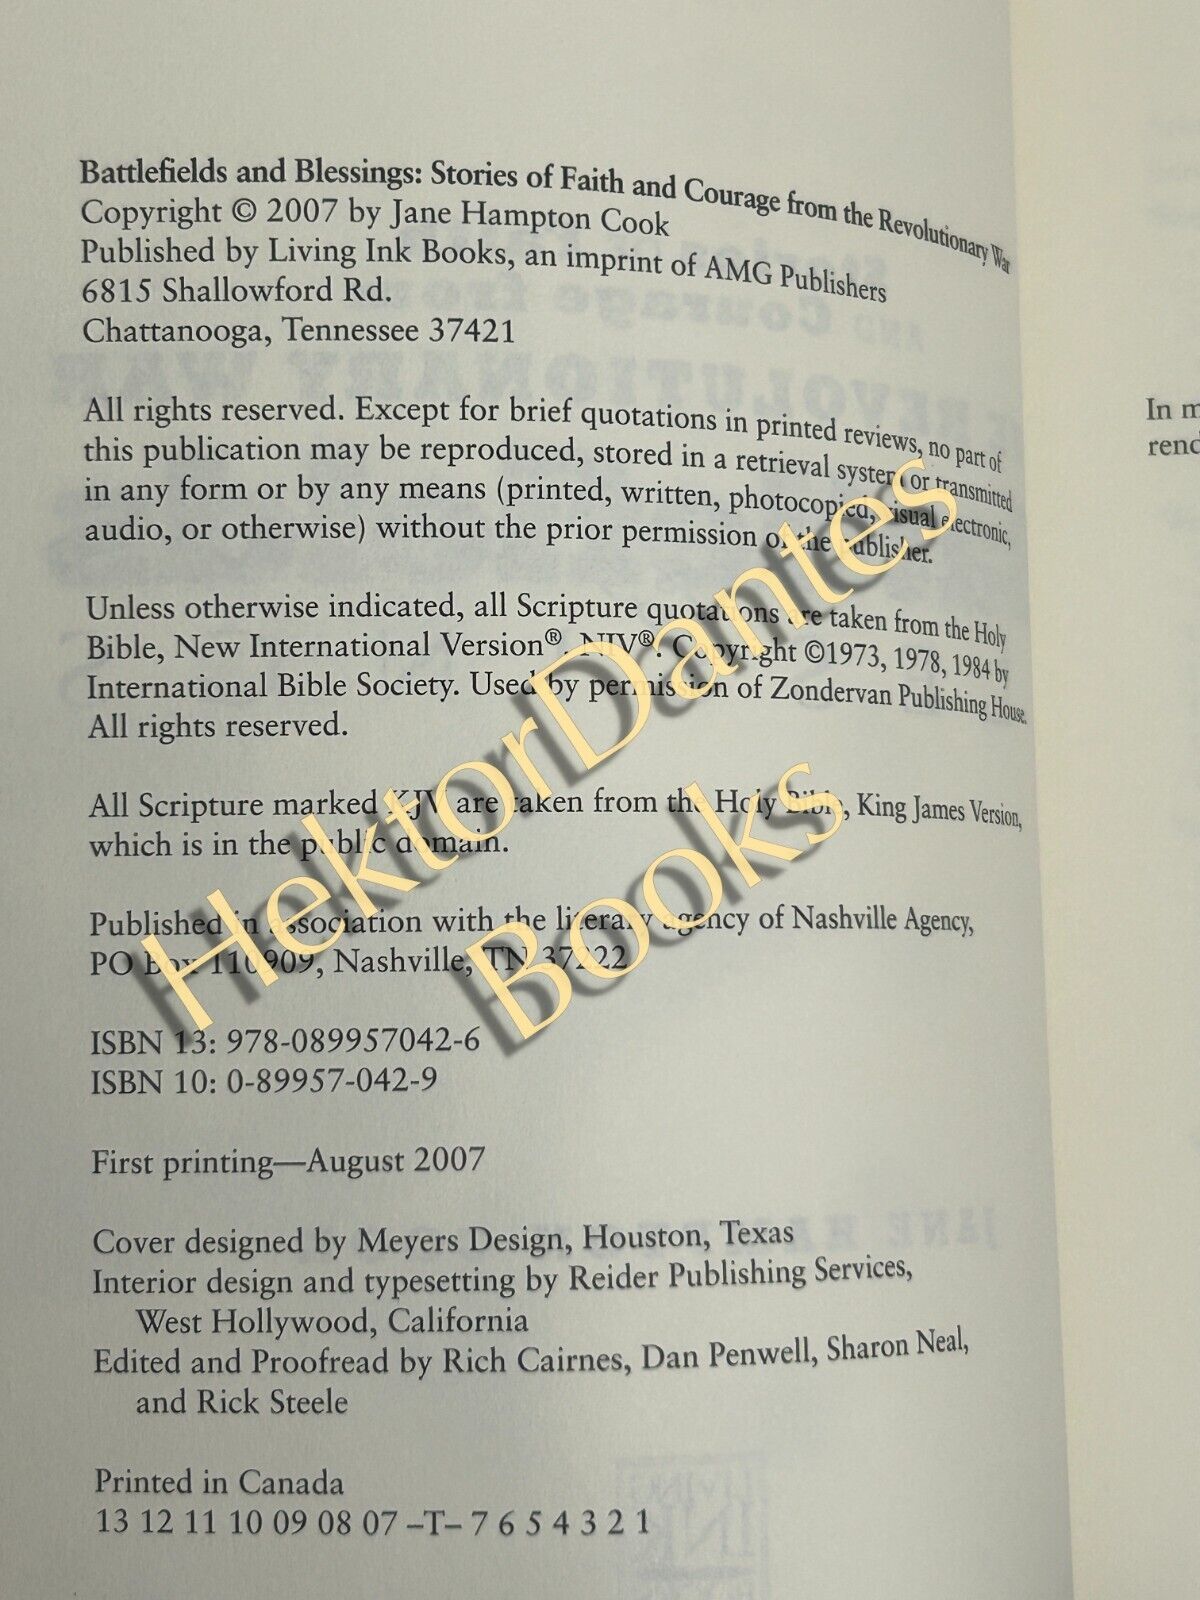 Battlefields and Blessings: Stories of Faith and Courage from the Revolutionary War
Copyright © 2007 by Jane Hampton Cook
Published by Living Ink Books, an imprint of AMG Publishers
6815 Shallowford Rd.
Chattanooga, Tennessee 37421
All rights reserved. Except for brief quotations in printed reviews, no part of
this publication may be reproduced, stored in a retrieval system or transmitted
in any form or by any means (printed, written, photocopied, visual electronic,
audio, or otherwise) without the prior permission of the publisher.
Unless otherwise indicated, all Scripture quotations are taken from the Holy
Bible, New International Version®. NIV®. Copyright ©1973, 1978, 1984 by
International Bible Society. Used by permission of Zondervan Publishing House.
All rights reserved.
All Scripture marked KJV are taken from the Holy Bible, King James Version,
which is in the public domain.
Published in association with the literary agency of Nashville Agency,
PO Box 110909, Nashville, TN 37222
ISBN 13: 978-089957042-6
ISBN 10: 0-89957-042-9
First printing—August 2007
Cover designed by Meyers Design, Houston, Texas
Interior design and typesetting by Reider Publishing Services,
West Hollywood, California
Edited and Proofread by Rich Cairnes, Dan Penwell, Sharon Neal,
and Rick Steele
Printed in Canada
13 12 11 10 09 08 07 –T– 7 6 5 4 3 2 1
HektorDantes
Books
In m
rend